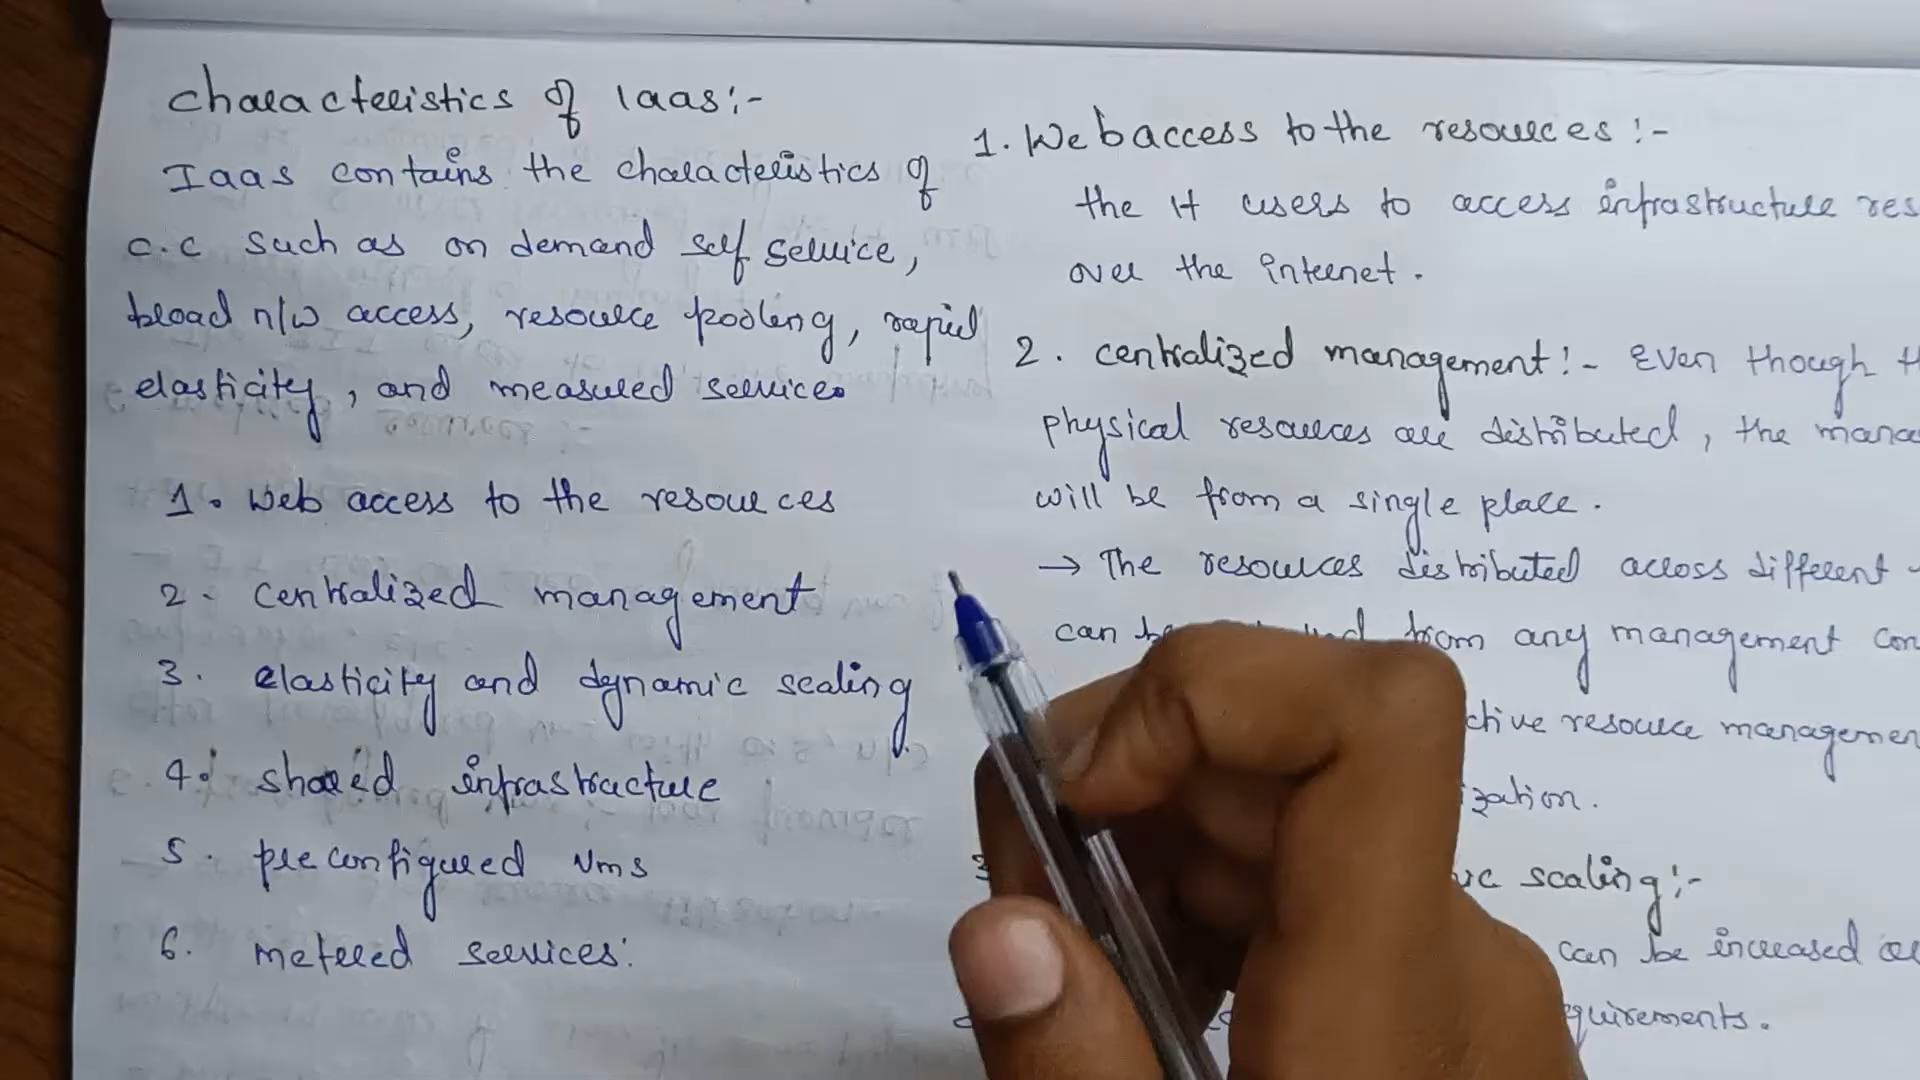 Characteristics of Iaas:-
Iaas contains the characteristics of
c.c such as on demand self service,
broad n/w access, resource pooling, rapid
elasticity, and measured service.
1. Web access to the resources
2. centralized management
3. elasticity and dynamic scaling
4. shared infrastructure
5. preconfigured Vms
6. metered services:
1. Web access to the resources :-
the It users to access infrastructure res
over the internet.
2. centralized management :- Even though th
physical resources are distributed, the mana
will be from a single place.
→ The resources distributed across different
can be from any management con
ctive resource managemen
ization.
3 ic scaling :-
can be increased
quirements.